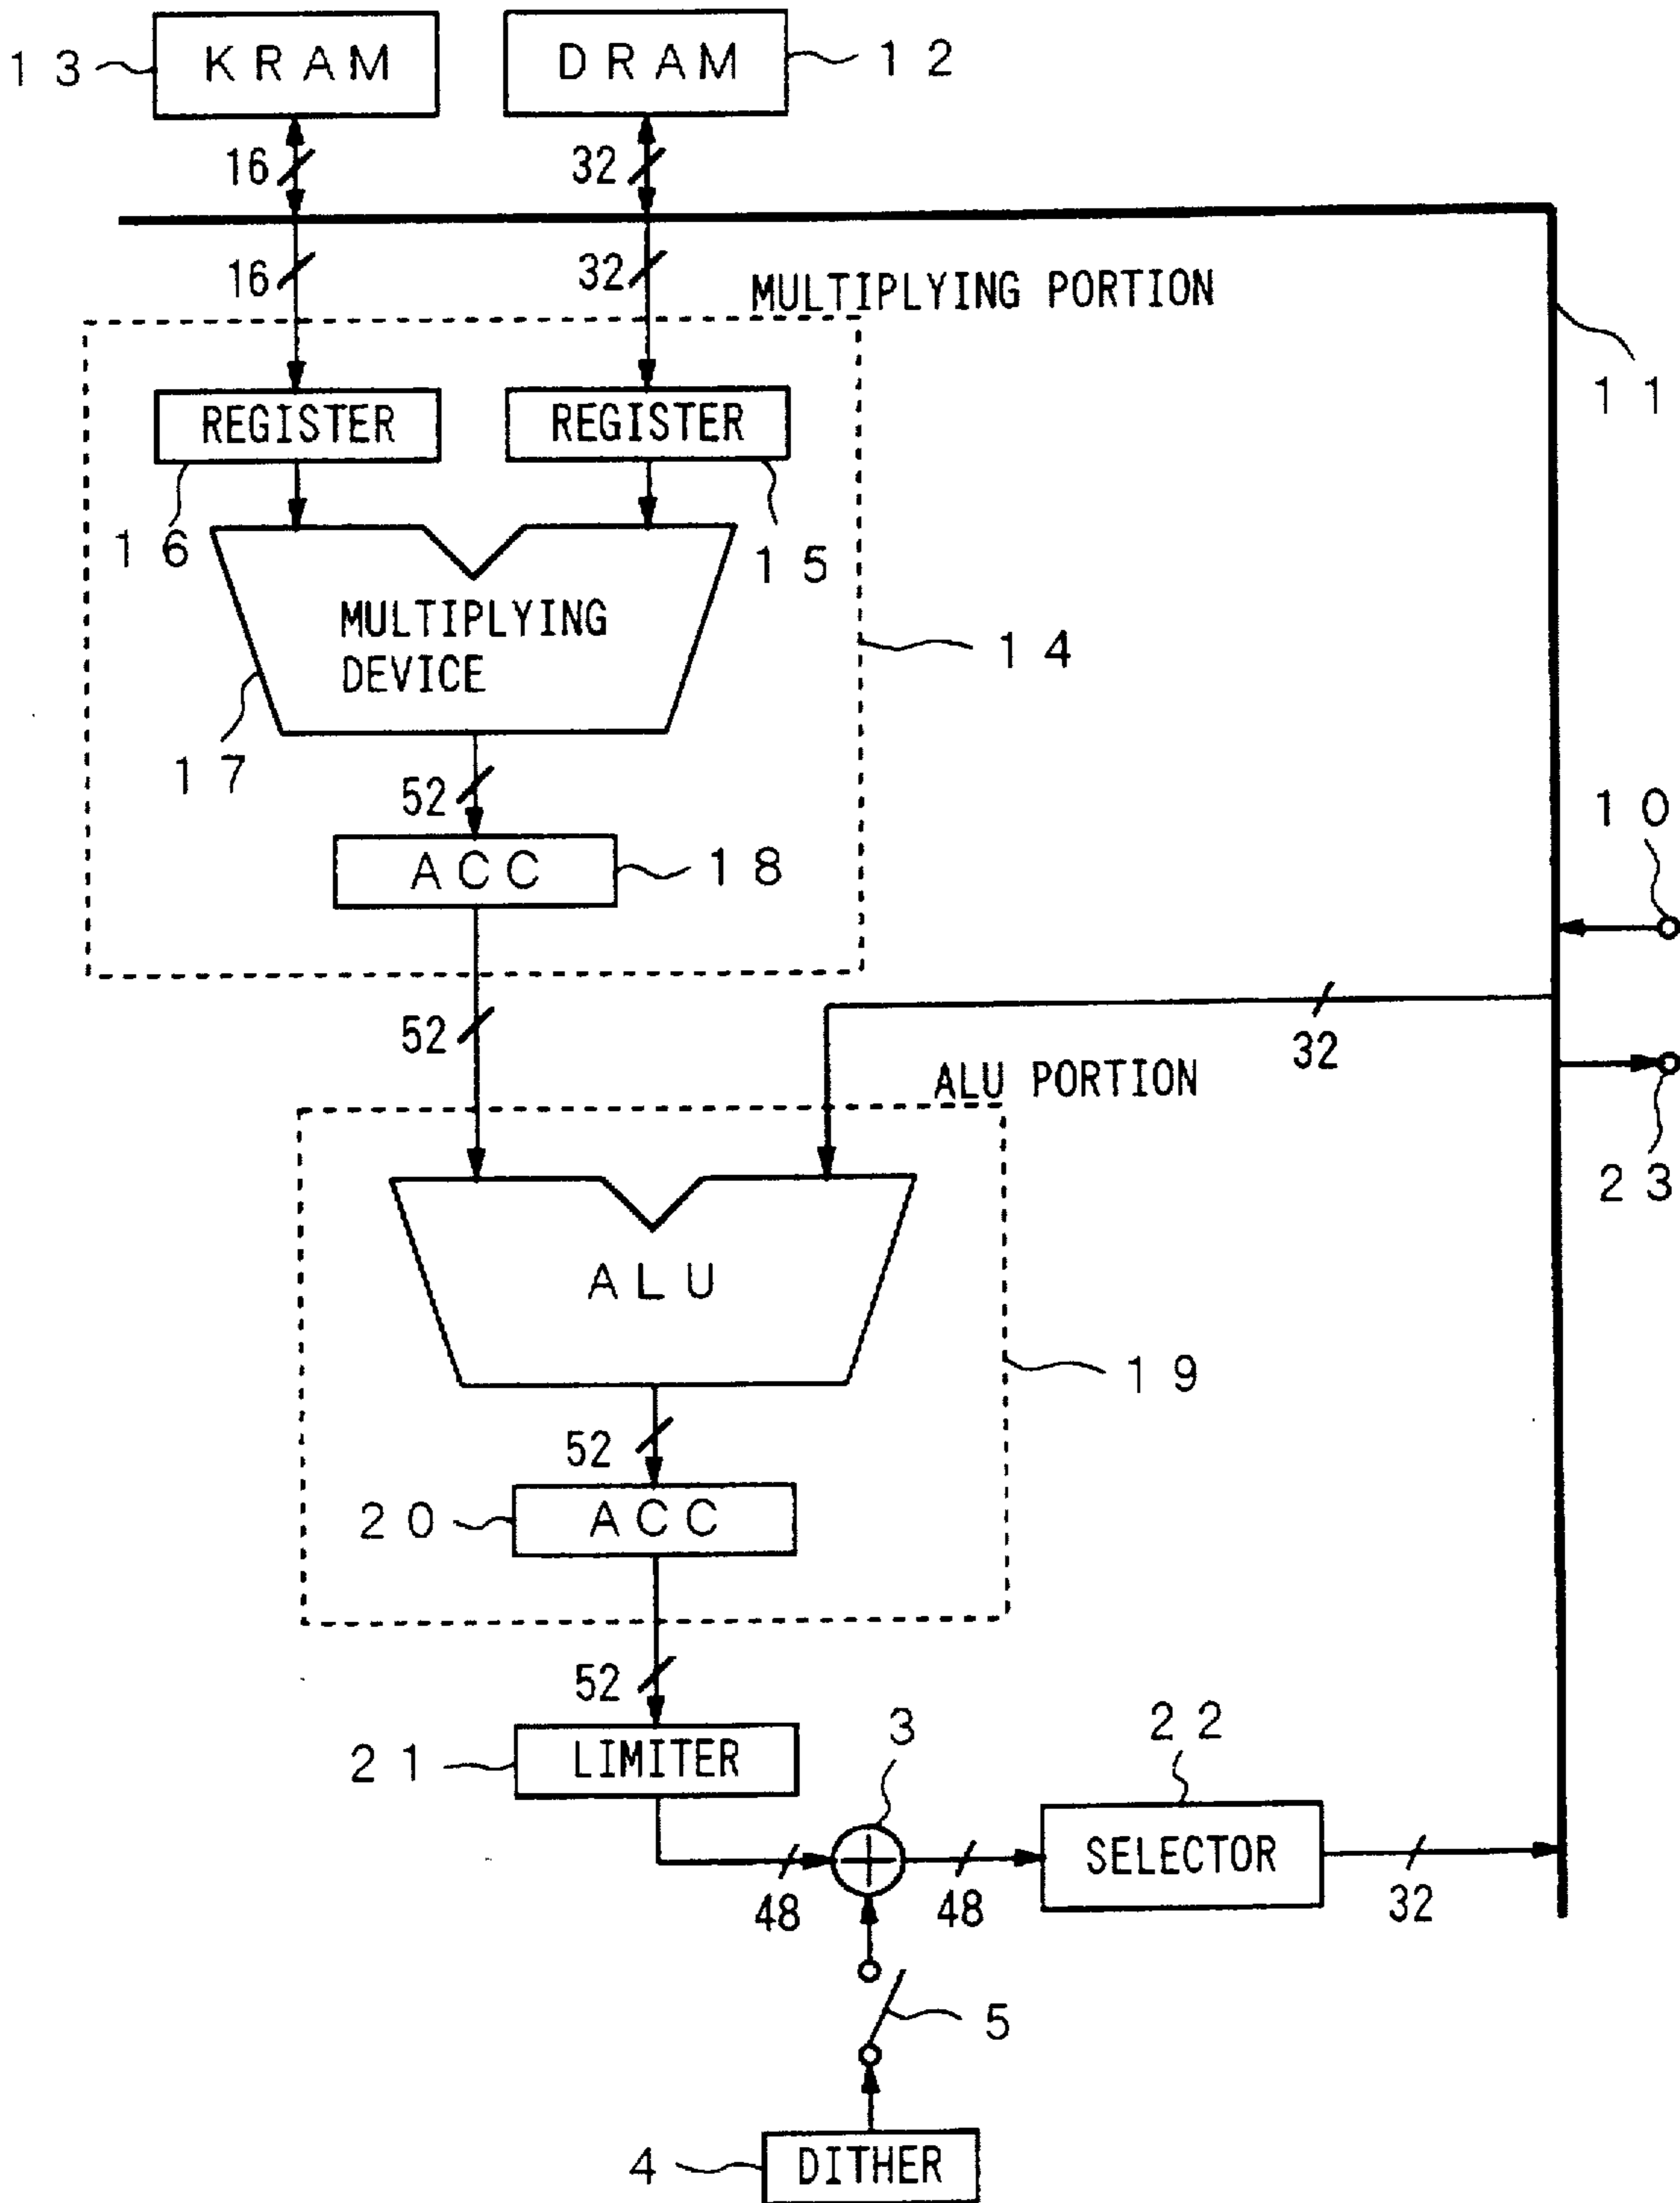 13 KRAM DRAM 12
16 32
16 32
MULTIPLYING PORTION
11
REGISTER REGISTER
16 15
MULTIPLYING
DEVICE
14
17
52
10
ACC 18
52
32
ALU PORTION
23
ALU
19
52
20 ACC
52
3 22
21 LIMITER
SELECTOR
48 48 32
5
4 DITHER